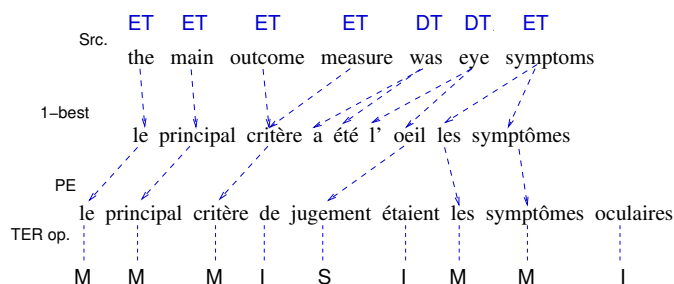 ET ET ET ET DT DT ET
Src.
the main outcome measure was eye symptoms
1–best
le principal critère a été l' oeil les symptômes
PE
le principal critère de jugement étaient les symptômes oculaires
TER op.
M M M I S I M M I